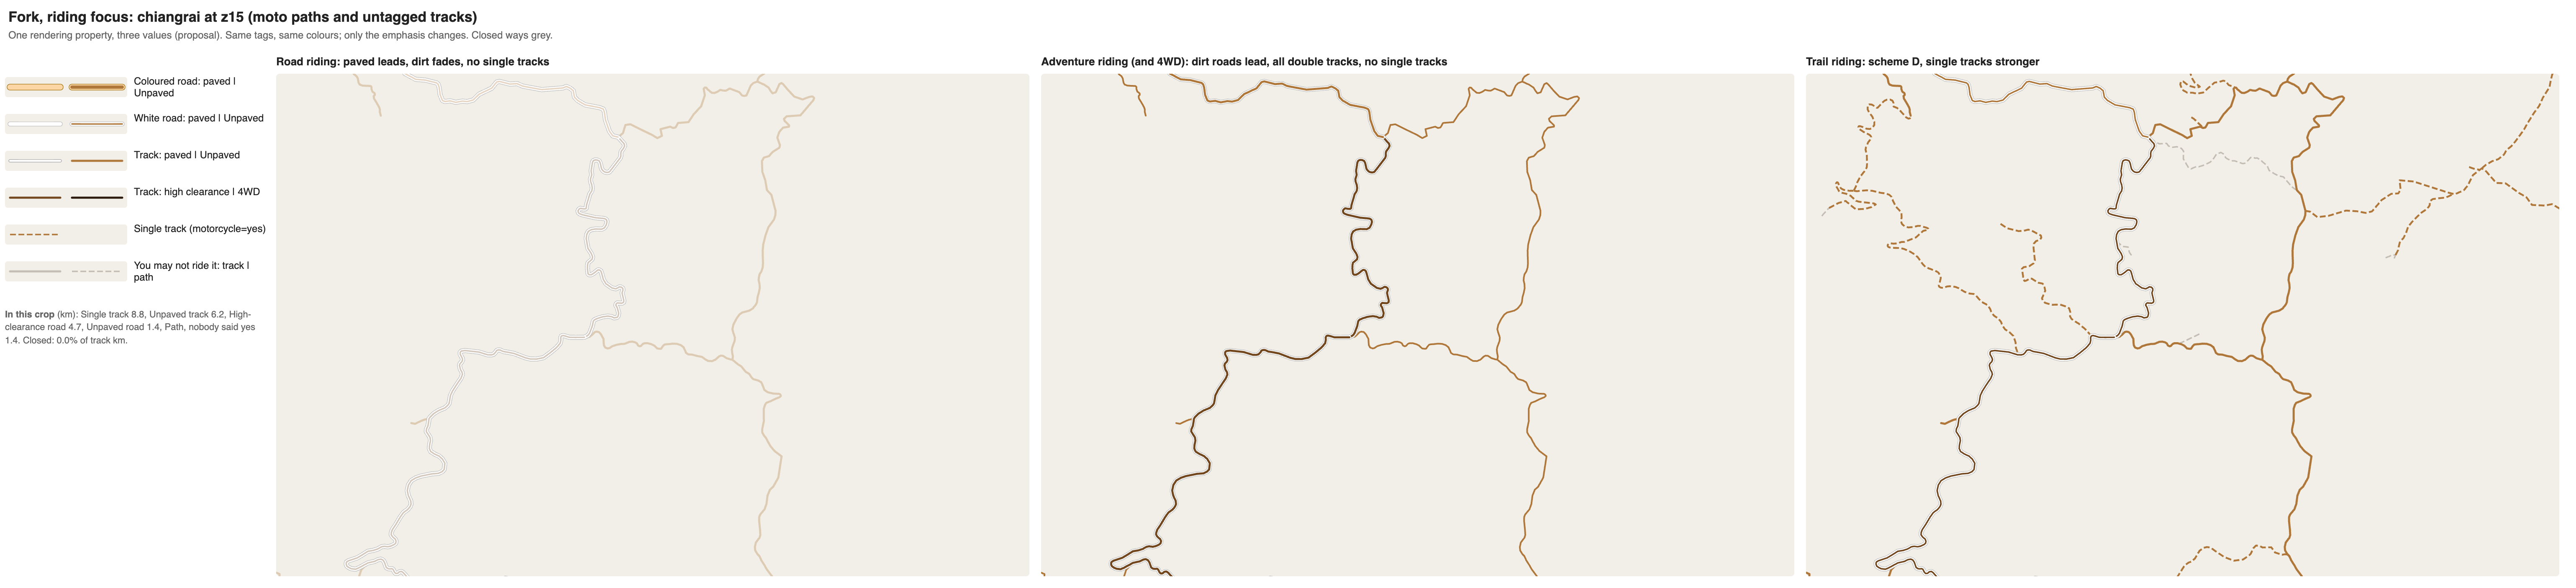 Fork, riding focus: chiangrai at z15 (moto paths and untagged tracks)
One rendering property, three values (proposal). Same tags, same colours; only the emphasis changes. Closed ways grey.
Coloured road: paved |
Unpaved
White road: paved | Unpaved
Track: paved | Unpaved
Track: high clearance | 4WD
Single track (motorcycle=yes)
You may not ride it: track |
path
In this crop (km): Single track 8.8, Unpaved track 6.2, High-
clearance road 4.7, Unpaved road 1.4, Path, nobody said yes
1.4. Closed: 0.0% of track km.
Road riding: paved leads, dirt fades, no single tracks
Adventure riding (and 4WD): dirt roads lead, all double tracks, no single tracks
Trail riding: scheme D, single tracks stronger